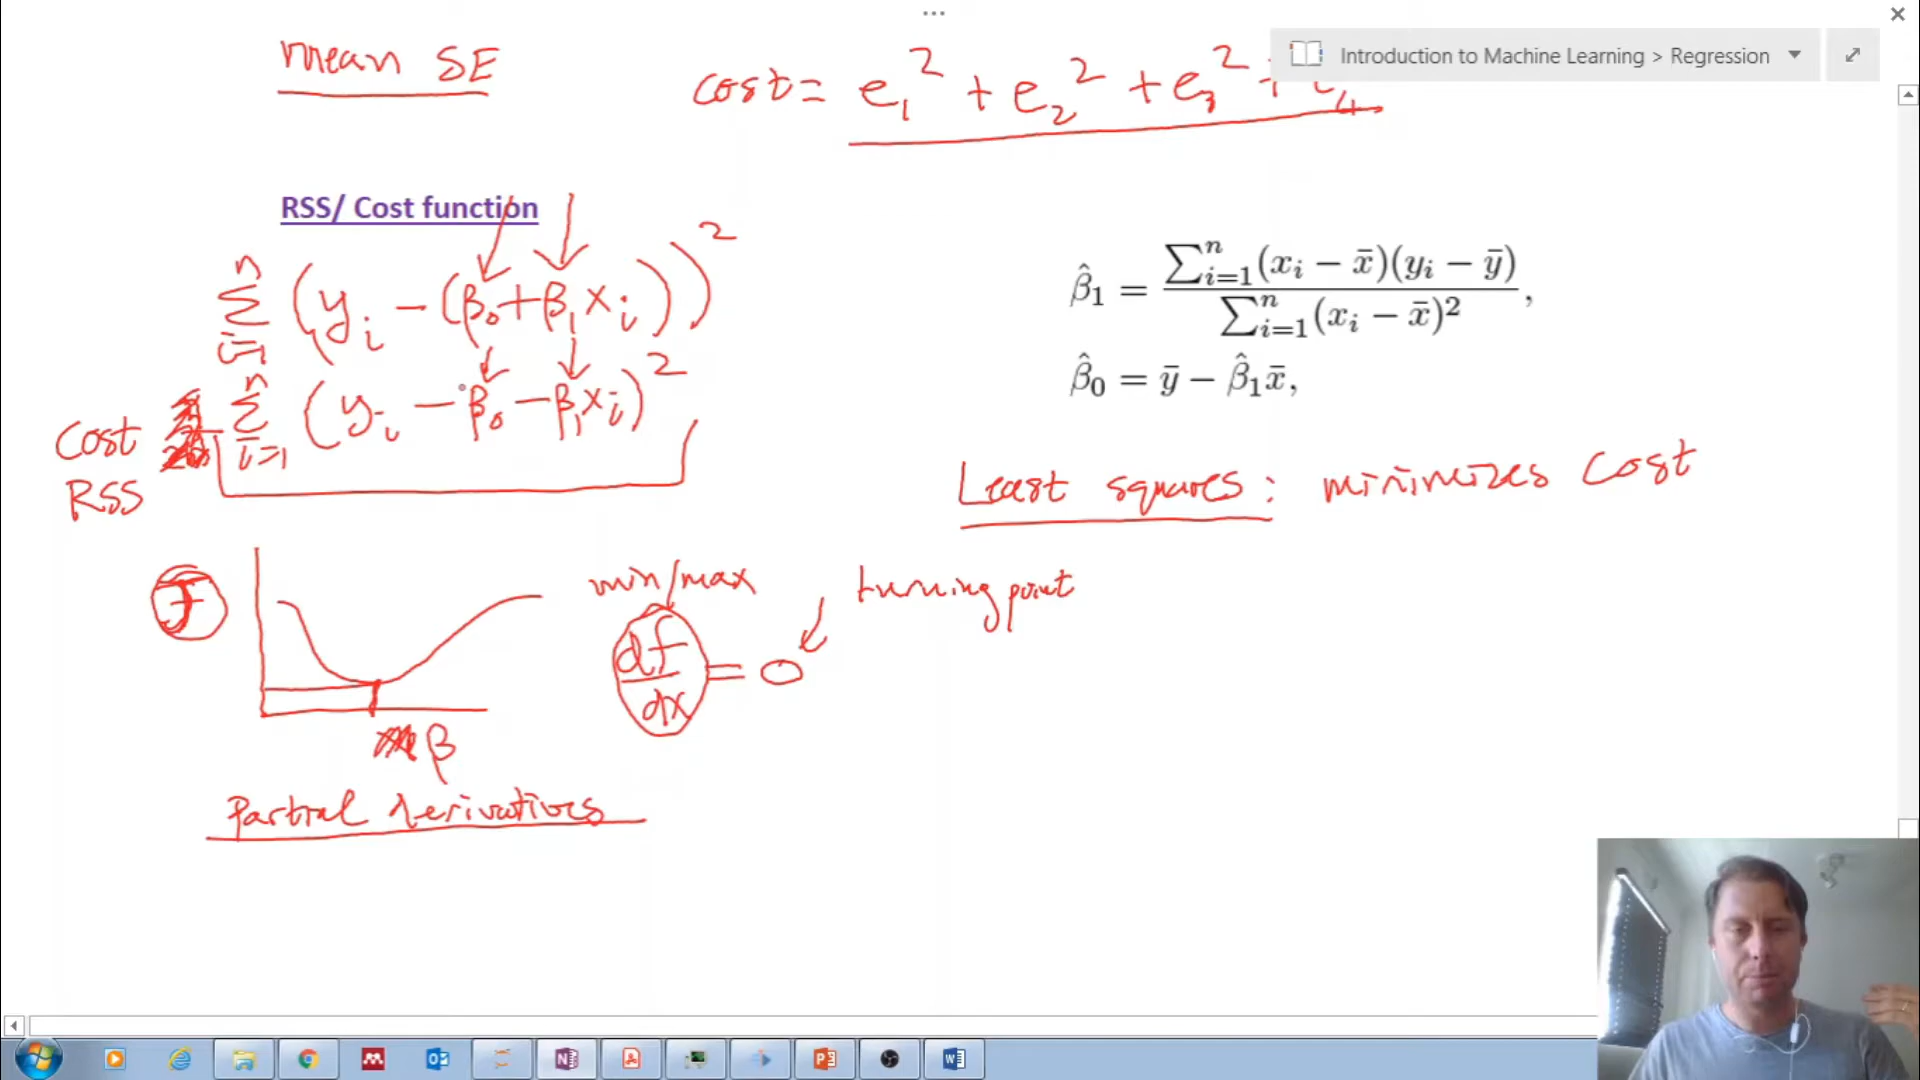 mean SE
cost = e₁² + e₂² + e₃² +
Introduction to Machine Learning > Regression
RSS/ Cost function
∑ⁿᵢ₌₁ (yᵢ − (β₀ + β₁xᵢ))²
Cost ∑ⁿᵢ₌₁ (yᵢ − β₀ − β₁xᵢ)²
RSS
β̂₁ = ∑ⁿᵢ₌₁(xᵢ − x̄)(yᵢ − ȳ) / ∑ⁿᵢ₌₁(xᵢ − x̄)²,
β̂₀ = ȳ − β̂₁x̄,
Least squares: minimizes cost
J
min/max
turning point
df/dx = 0
β
Partial derivatives